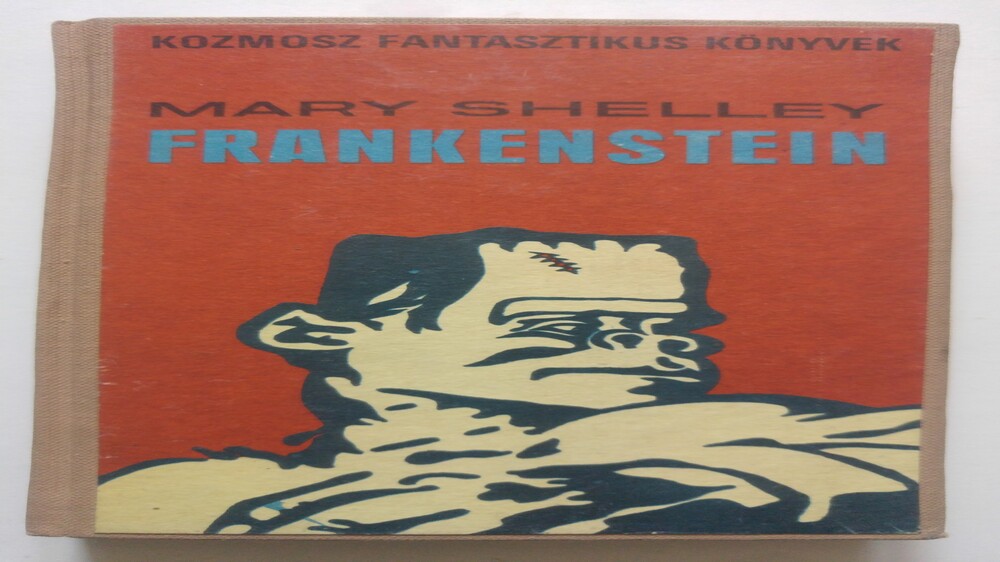 KOZMOSZ FANTASZTIKUS KÖNYVEK
MARY SHELLEY
FRANKENSTEIN